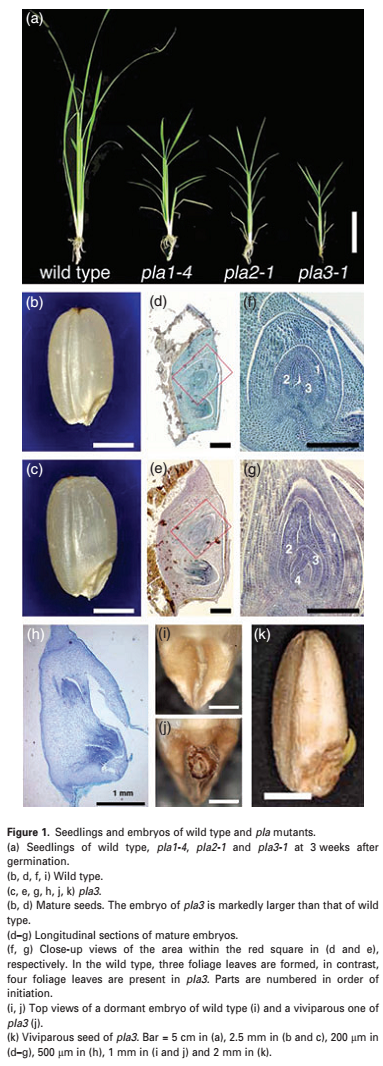 (a)
wild type pla1-4 pla2-1 pla3-1
(b) (d) (f)
1
2
3
(c) (e) (g)
1
2
3
4
(h) (i) (k)
(j)
1 mm
Figure 1. Seedlings and embryos of wild type and pla mutants.
(a) Seedlings of wild type, pla1-4, pla2-1 and pla3-1 at 3 weeks after
germination.
(b, d, f, i) Wild type.
(c, e, g, h, j, k) pla3.
(b, d) Mature seeds. The embryo of pla3 is markedly larger than that of wild
type.
(d–g) Longitudinal sections of mature embryos.
(f, g) Close-up views of the area within the red square in (d and e),
respectively. In the wild type, three foliage leaves are formed, in contrast,
four foliage leaves are present in pla3. Parts are numbered in order of
initiation.
(i, j) Top views of a dormant embryo of wild type (i) and a viviparous one of
pla3 (j).
(k) Viviparous seed of pla3. Bar = 5 cm in (a), 2.5 mm in (b and c), 200 μm in
(d–g), 500 μm in (h), 1 mm in (i and j) and 2 mm in (k).